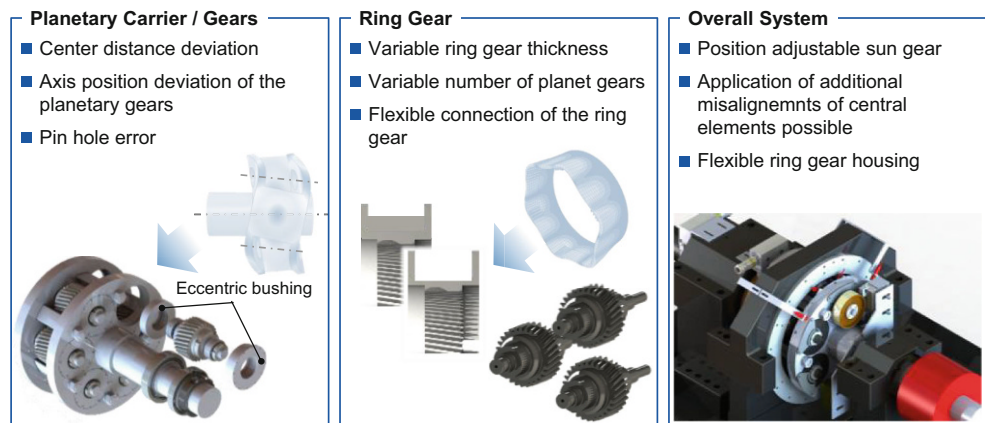 Planetary Carrier / Gears
Center distance deviation
Axis position deviation of the
planetary gears
Pin hole error
Eccentric bushing
Ring Gear
Variable ring gear thickness
Variable number of planet gears
Flexible connection of the ring
gear
Overall System
Position adjustable sun gear
Application of additional
misalignemnts of central
elements possible
Flexible ring gear housing